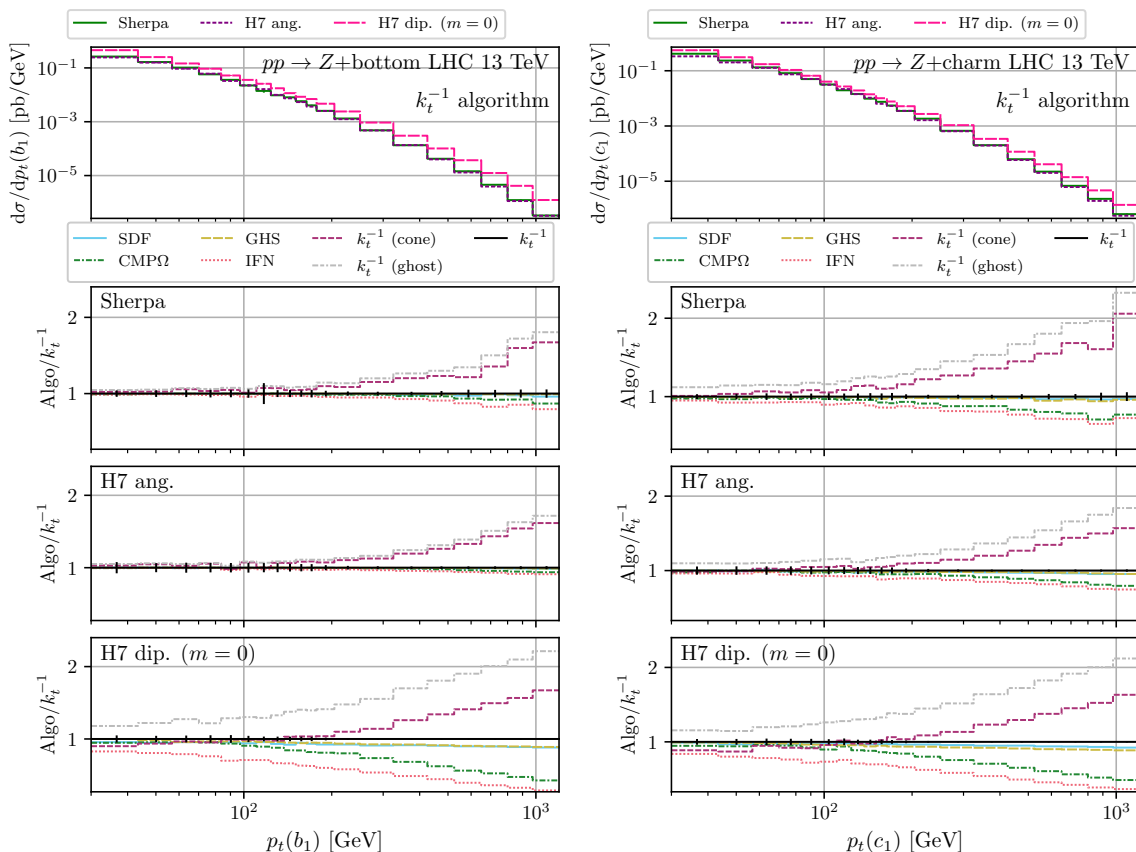 Sherpa H7 ang. H7 dip. (m = 0)
pp → Z+bottom LHC 13 TeV
k_t^{-1} algorithm
dσ/dp_t(b_1) [pb/GeV]
10^{-1}
10^{-3}
10^{-5}
SDF GHS k_t^{-1} (cone) k_t^{-1}
CMPΩ IFN k_t^{-1} (ghost)
Sherpa
Algo/k_t^{-1}
2
1
H7 ang.
Algo/k_t^{-1}
2
1
H7 dip. (m = 0)
Algo/k_t^{-1}
2
1
10^2 10^3
p_t(b_1) [GeV]
Sherpa H7 ang. H7 dip. (m = 0)
pp → Z+charm LHC 13 TeV
k_t^{-1} algorithm
dσ/dp_t(c_1) [pb/GeV]
10^{-1}
10^{-3}
10^{-5}
SDF GHS k_t^{-1} (cone) k_t^{-1}
CMPΩ IFN k_t^{-1} (ghost)
Sherpa
Algo/k_t^{-1}
2
1
H7 ang.
Algo/k_t^{-1}
2
1
H7 dip. (m = 0)
Algo/k_t^{-1}
2
1
10^2 10^3
p_t(c_1) [GeV]